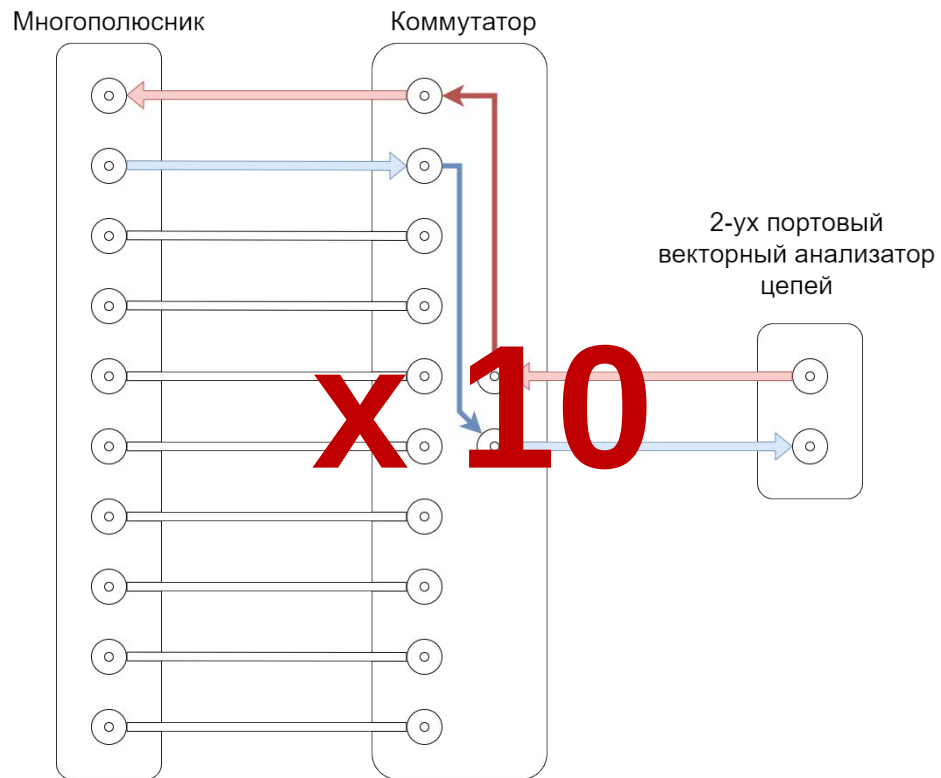 Многополюсник
Коммутатор
2-ух портовый
векторный анализатор
цепей
x 10